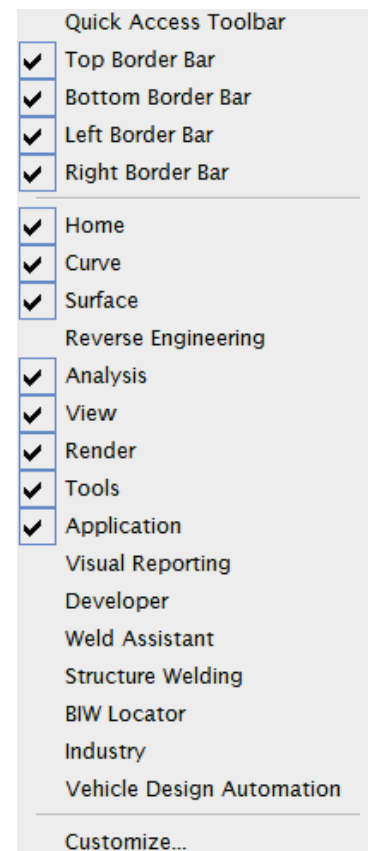 Quick Access Toolbar
Top Border Bar
Bottom Border Bar
Left Border Bar
Right Border Bar
Home
Curve
Surface
Reverse Engineering
Analysis
View
Render
Tools
Application
Visual Reporting
Developer
Weld Assistant
Structure Welding
BIW Locator
Industry
Vehicle Design Automation
Customize...